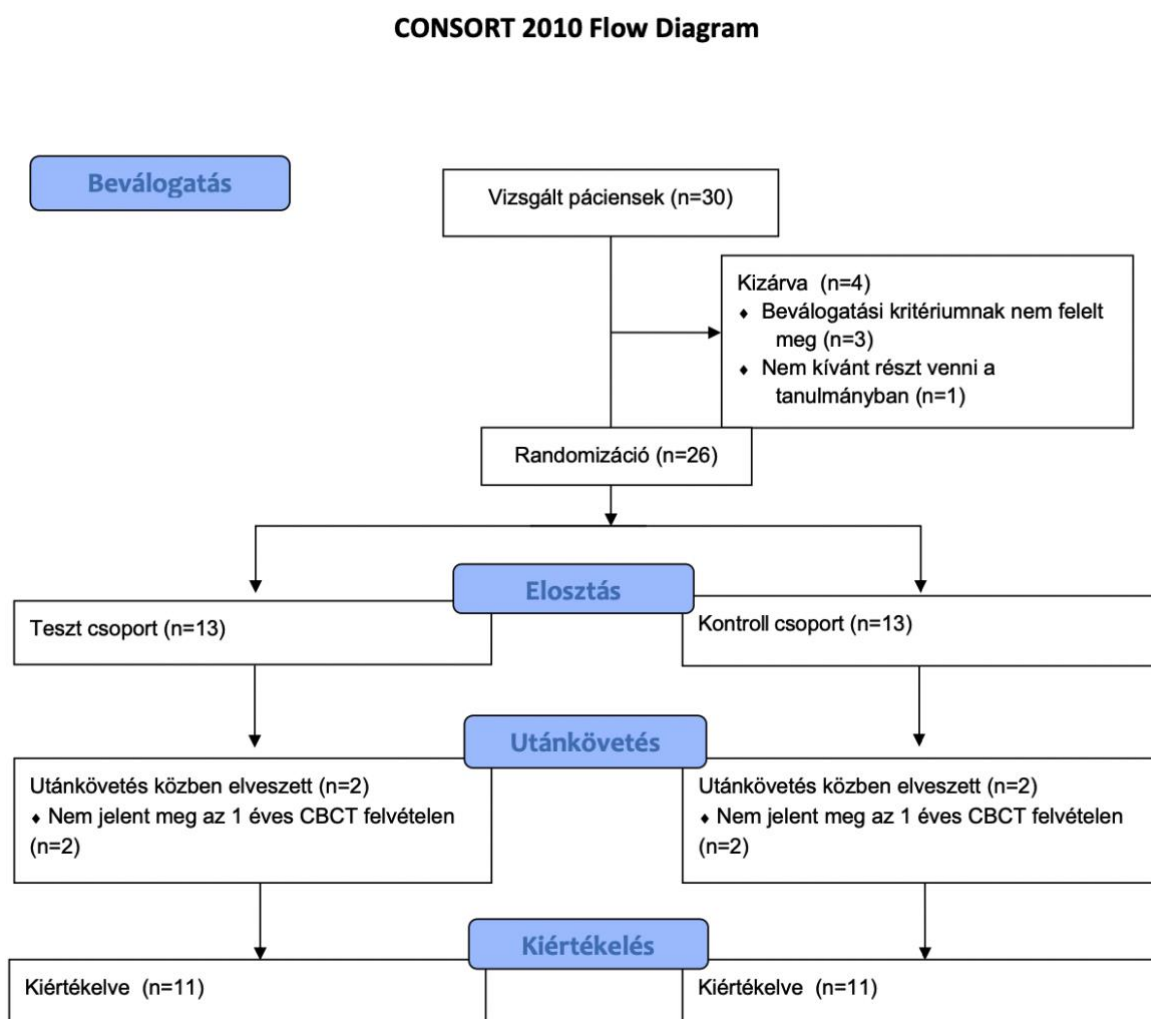 CONSORT 2010 Flow Diagram
Beválogatás
Vizsgált páciensek (n=30)
Kizárva (n=4)
⬧ Beválogatási kritériumnak nem felelt
meg (n=3)
⬧ Nem kívánt részt venni a
tanulmányban (n=1)
Randomizáció (n=26)
Elosztás
Teszt csoport (n=13)
Kontroll csoport (n=13)
Utánkövetés
Utánkövetés közben elveszett (n=2)
⬧ Nem jelent meg az 1 éves CBCT felvételen
(n=2)
Utánkövetés közben elveszett (n=2)
⬧ Nem jelent meg az 1 éves CBCT felvételen
(n=2)
Kiértékelés
Kiértékelve (n=11)
Kiértékelve (n=11)